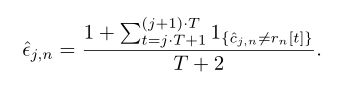 $$\hat{\epsilon}_{j,n} = \frac{1 + \sum_{t=j \cdot T+1}^{(j+1) \cdot T} 1_{\{\hat{c}_{j,n} \neq r_n[t]\}}}{T + 2}.$$